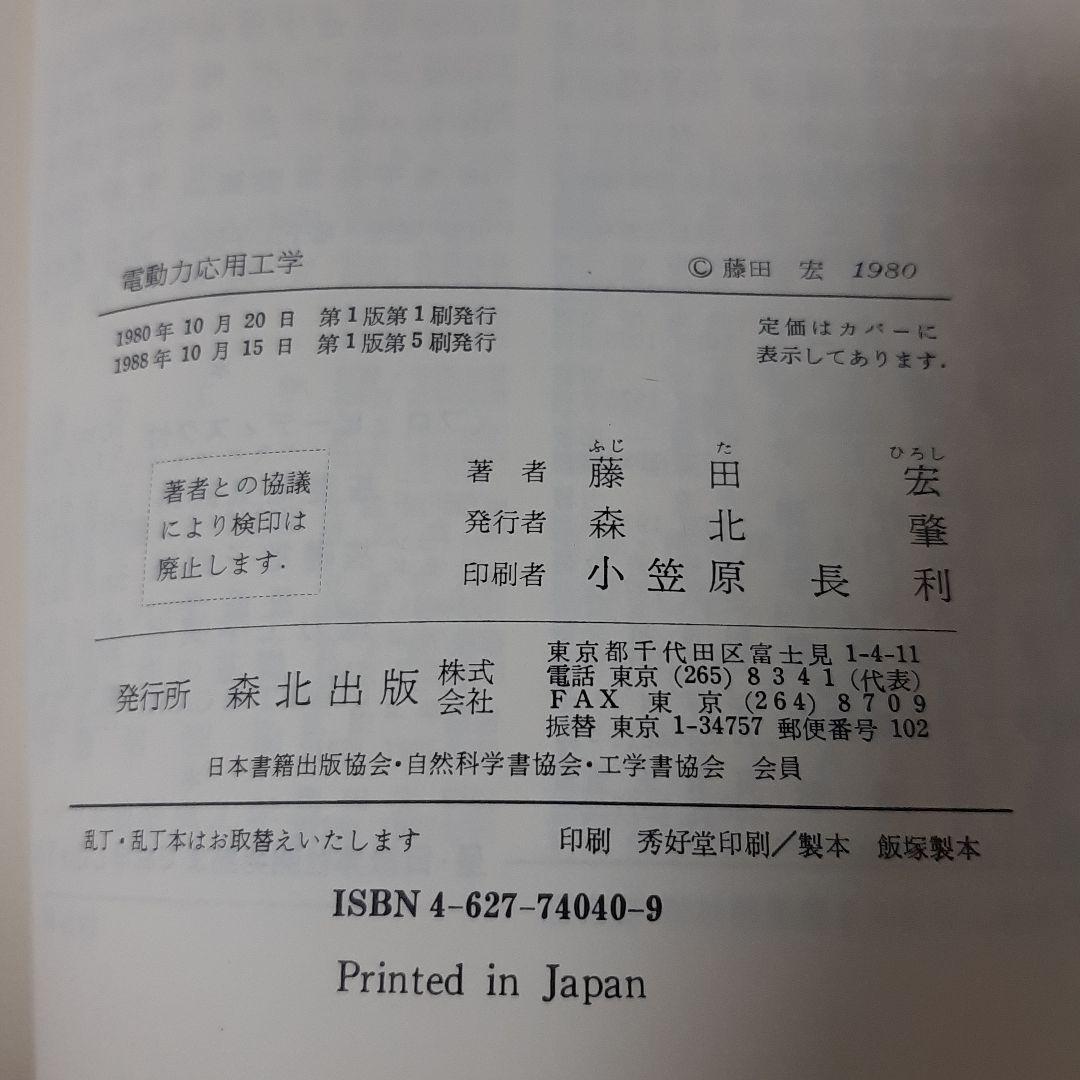 電動力応用工学
© 藤田 宏 1980
1980年 10 月 20 日 第1版第1刷発行
1988年 10 月 15 日 第1版第5刷発行
定価はカバーに
表示してあります.
著者との協議
により検印は
廃止します.
ふじ た ひろし
著者 藤田宏
発行者 森北肇
印刷者 小笠原長利
発行所 森北出版 株式会社
東京都千代田区富士見 1-4-11
電話 東京 (265) 8341 (代表)
FAX 東京 (264) 8709
振替 東京 1-34757 郵便番号 102
日本書籍出版協会・自然科学書協会・工学書協会 会員
乱丁・乱丁本はお取替えいたします
印刷 秀好堂印刷/製本 飯塚製本
ISBN 4-627-74040-9
Printed in Japan